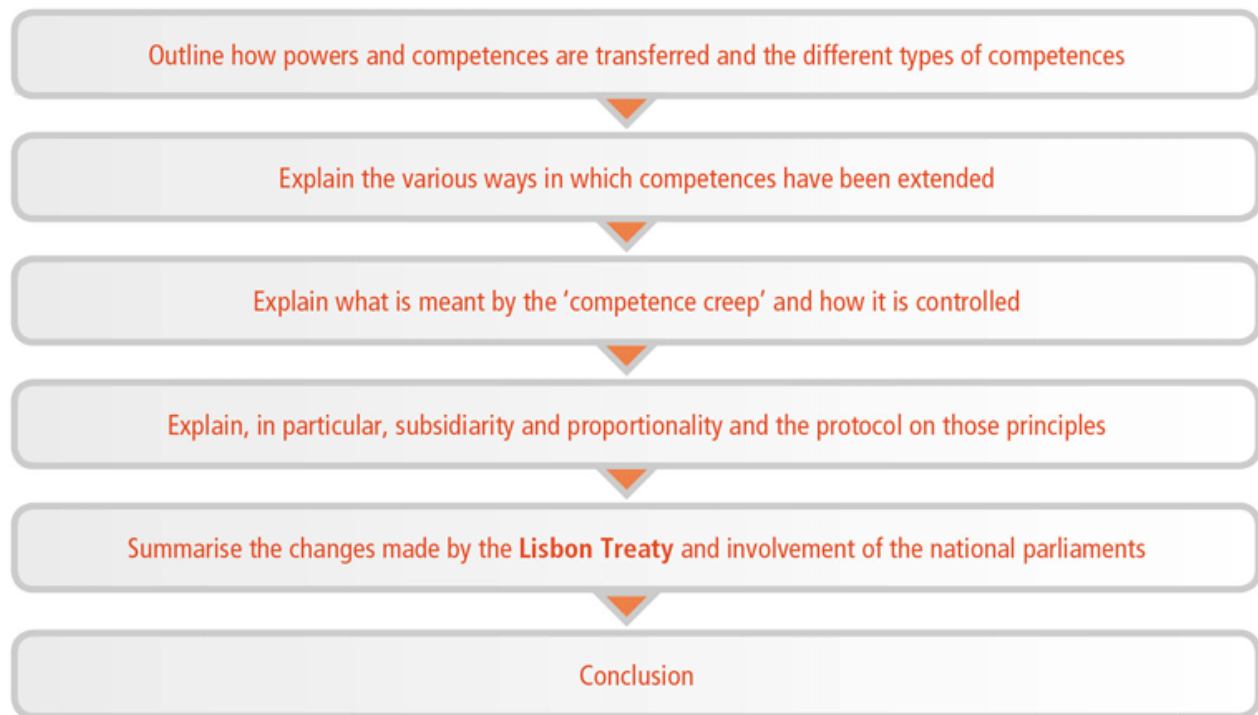 Outline how powers and competences are transferred and the different types of competences
Explain the various ways in which competences have been extended
Explain what is meant by the ‘competence creep’ and how it is controlled
Explain, in particular, subsidiarity and proportionality and the protocol on those principles
Summarise the changes made by the Lisbon Treaty and involvement of the national parliaments
Conclusion